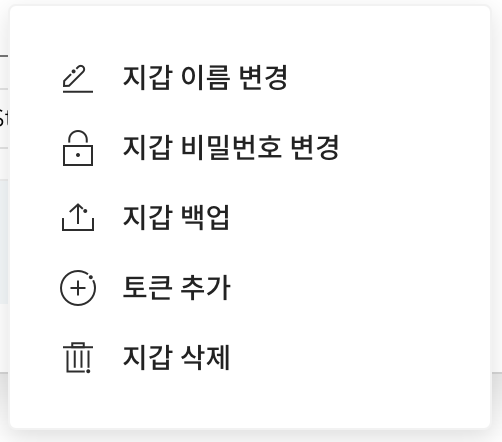 지갑 이름 변경
지갑 비밀번호 변경
지갑 백업
토큰 추가
지갑 삭제